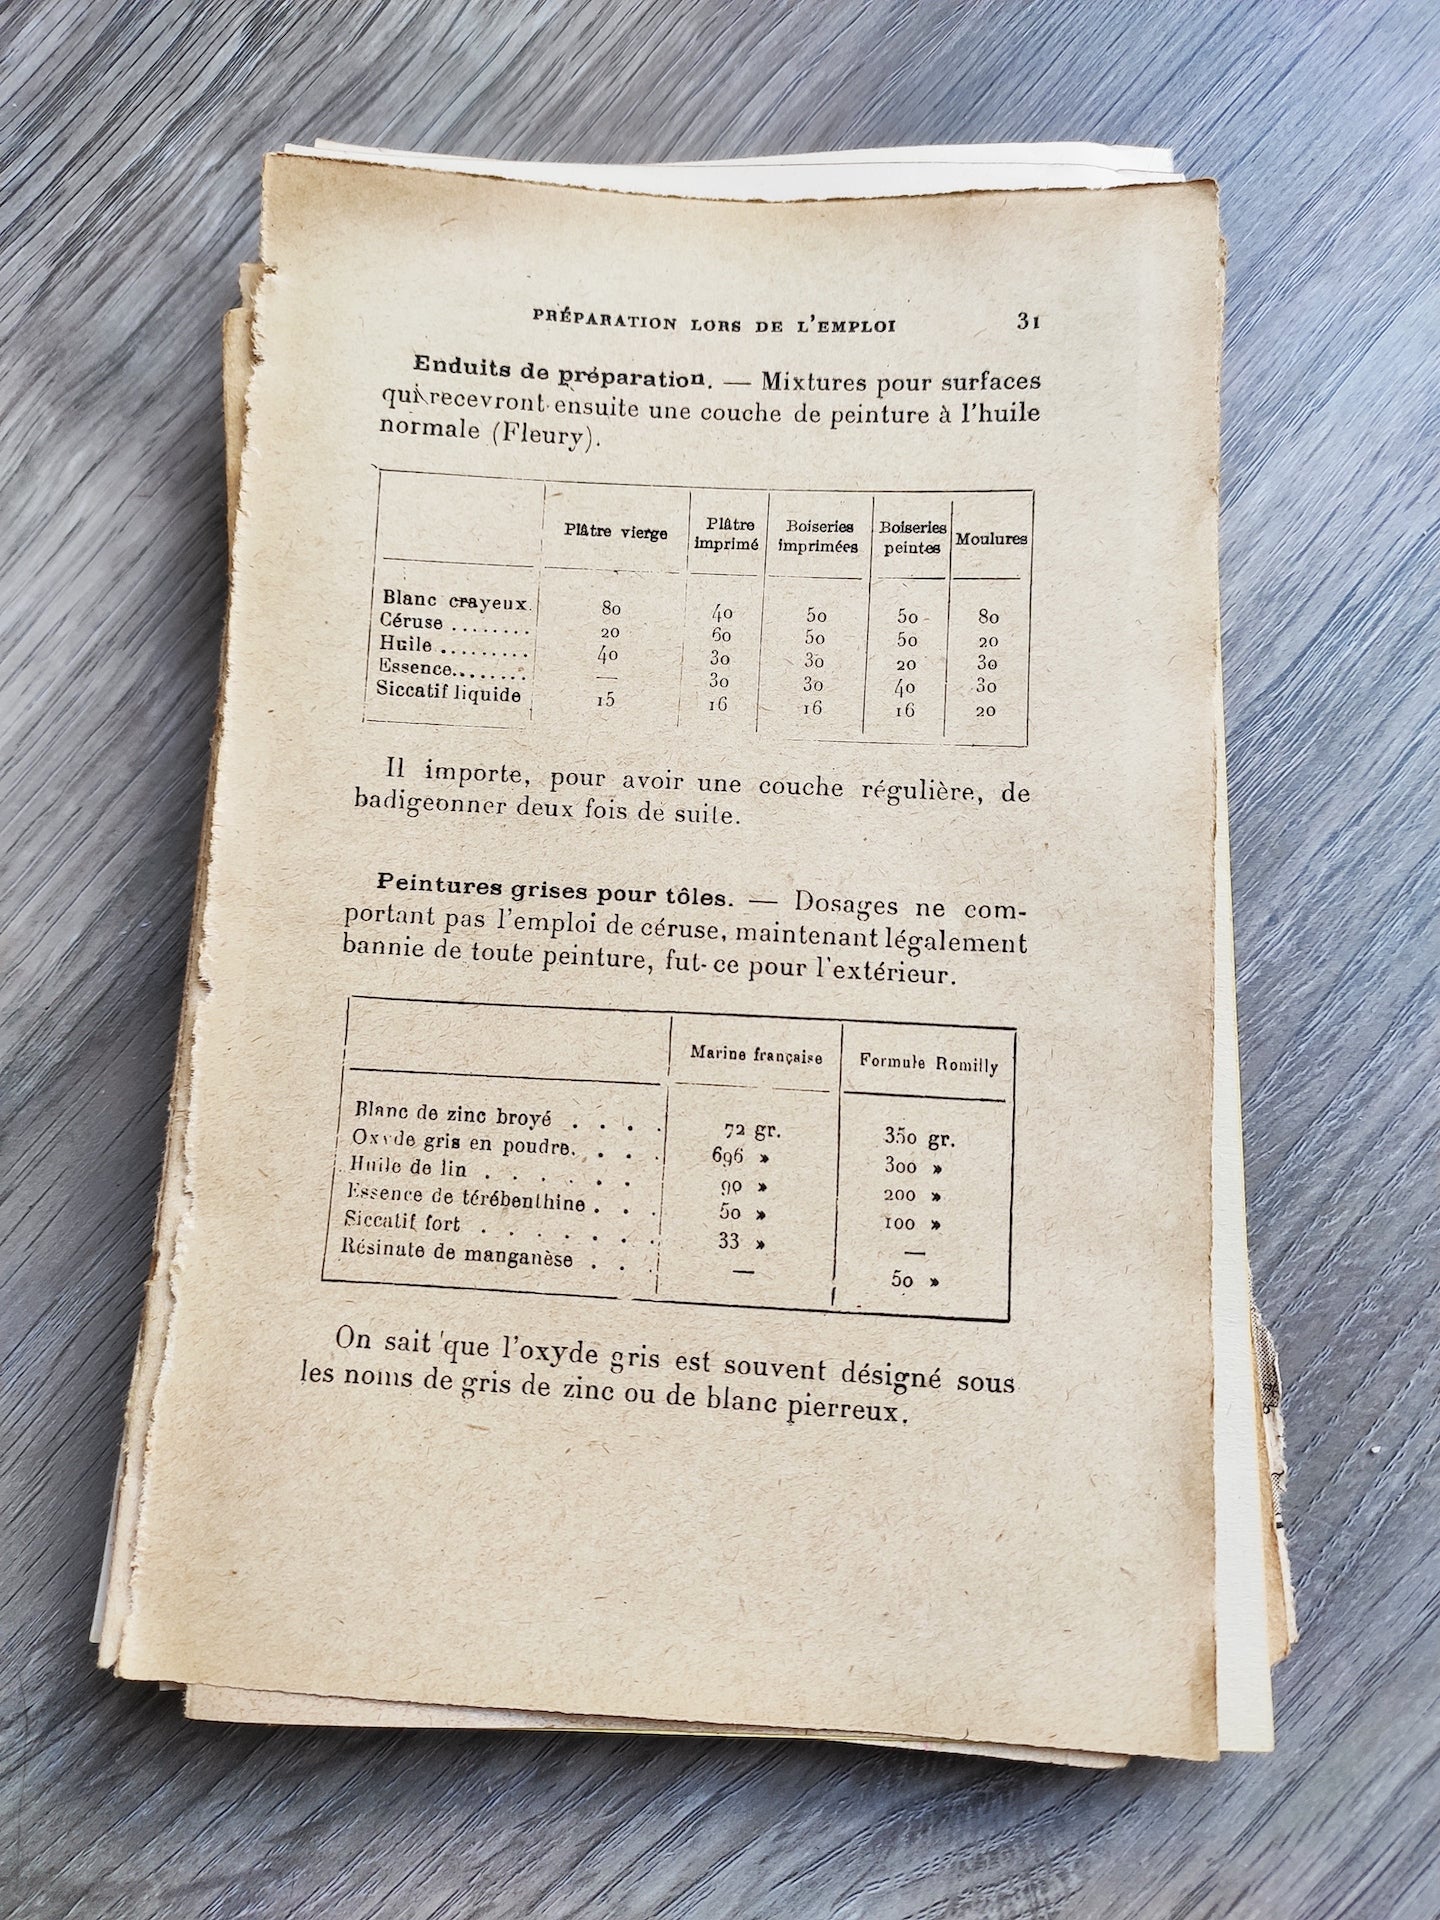 PRÉPARATION LORS DE L'EMPLOI 31
Enduits de préparation. — Mixtures pour surfaces
qui recevront ensuite une couche de peinture à l'huile
normale (Fleury).
Plâtre vierge | Plâtre imprimé | Boiseries imprimées | Boiseries peintes | Moulures
Blanc crayeux. 80 40 50 50 80
Céruse ........ 20 60 50 50 20
Huile ......... 40 30 30 20 30
Essence........ — 30 30 40 30
Siccatif liquide 15 16 16 16 20
Il importe, pour avoir une couche régulière, de
badigeonner deux fois de suite.
Peintures grises pour tôles. — Dosages ne com-
portant pas l'emploi de céruse, maintenant légalement
bannie de toute peinture, fut-ce pour l'extérieur.
Marine française | Formule Romilly
Blanc de zinc broyé . . . . 72 gr. 350 gr.
Oxyde gris en poudre. . . . 696 » 300 »
Huile de lin . . . . . . 90 » 200 »
Essence de térébenthine . . . 50 » 100 »
Siccatif fort . . . . . . . 33 » —
Résinate de manganèse . . . — 50 »
On sait que l'oxyde gris est souvent désigné sous
les noms de gris de zinc ou de blanc pierreux.